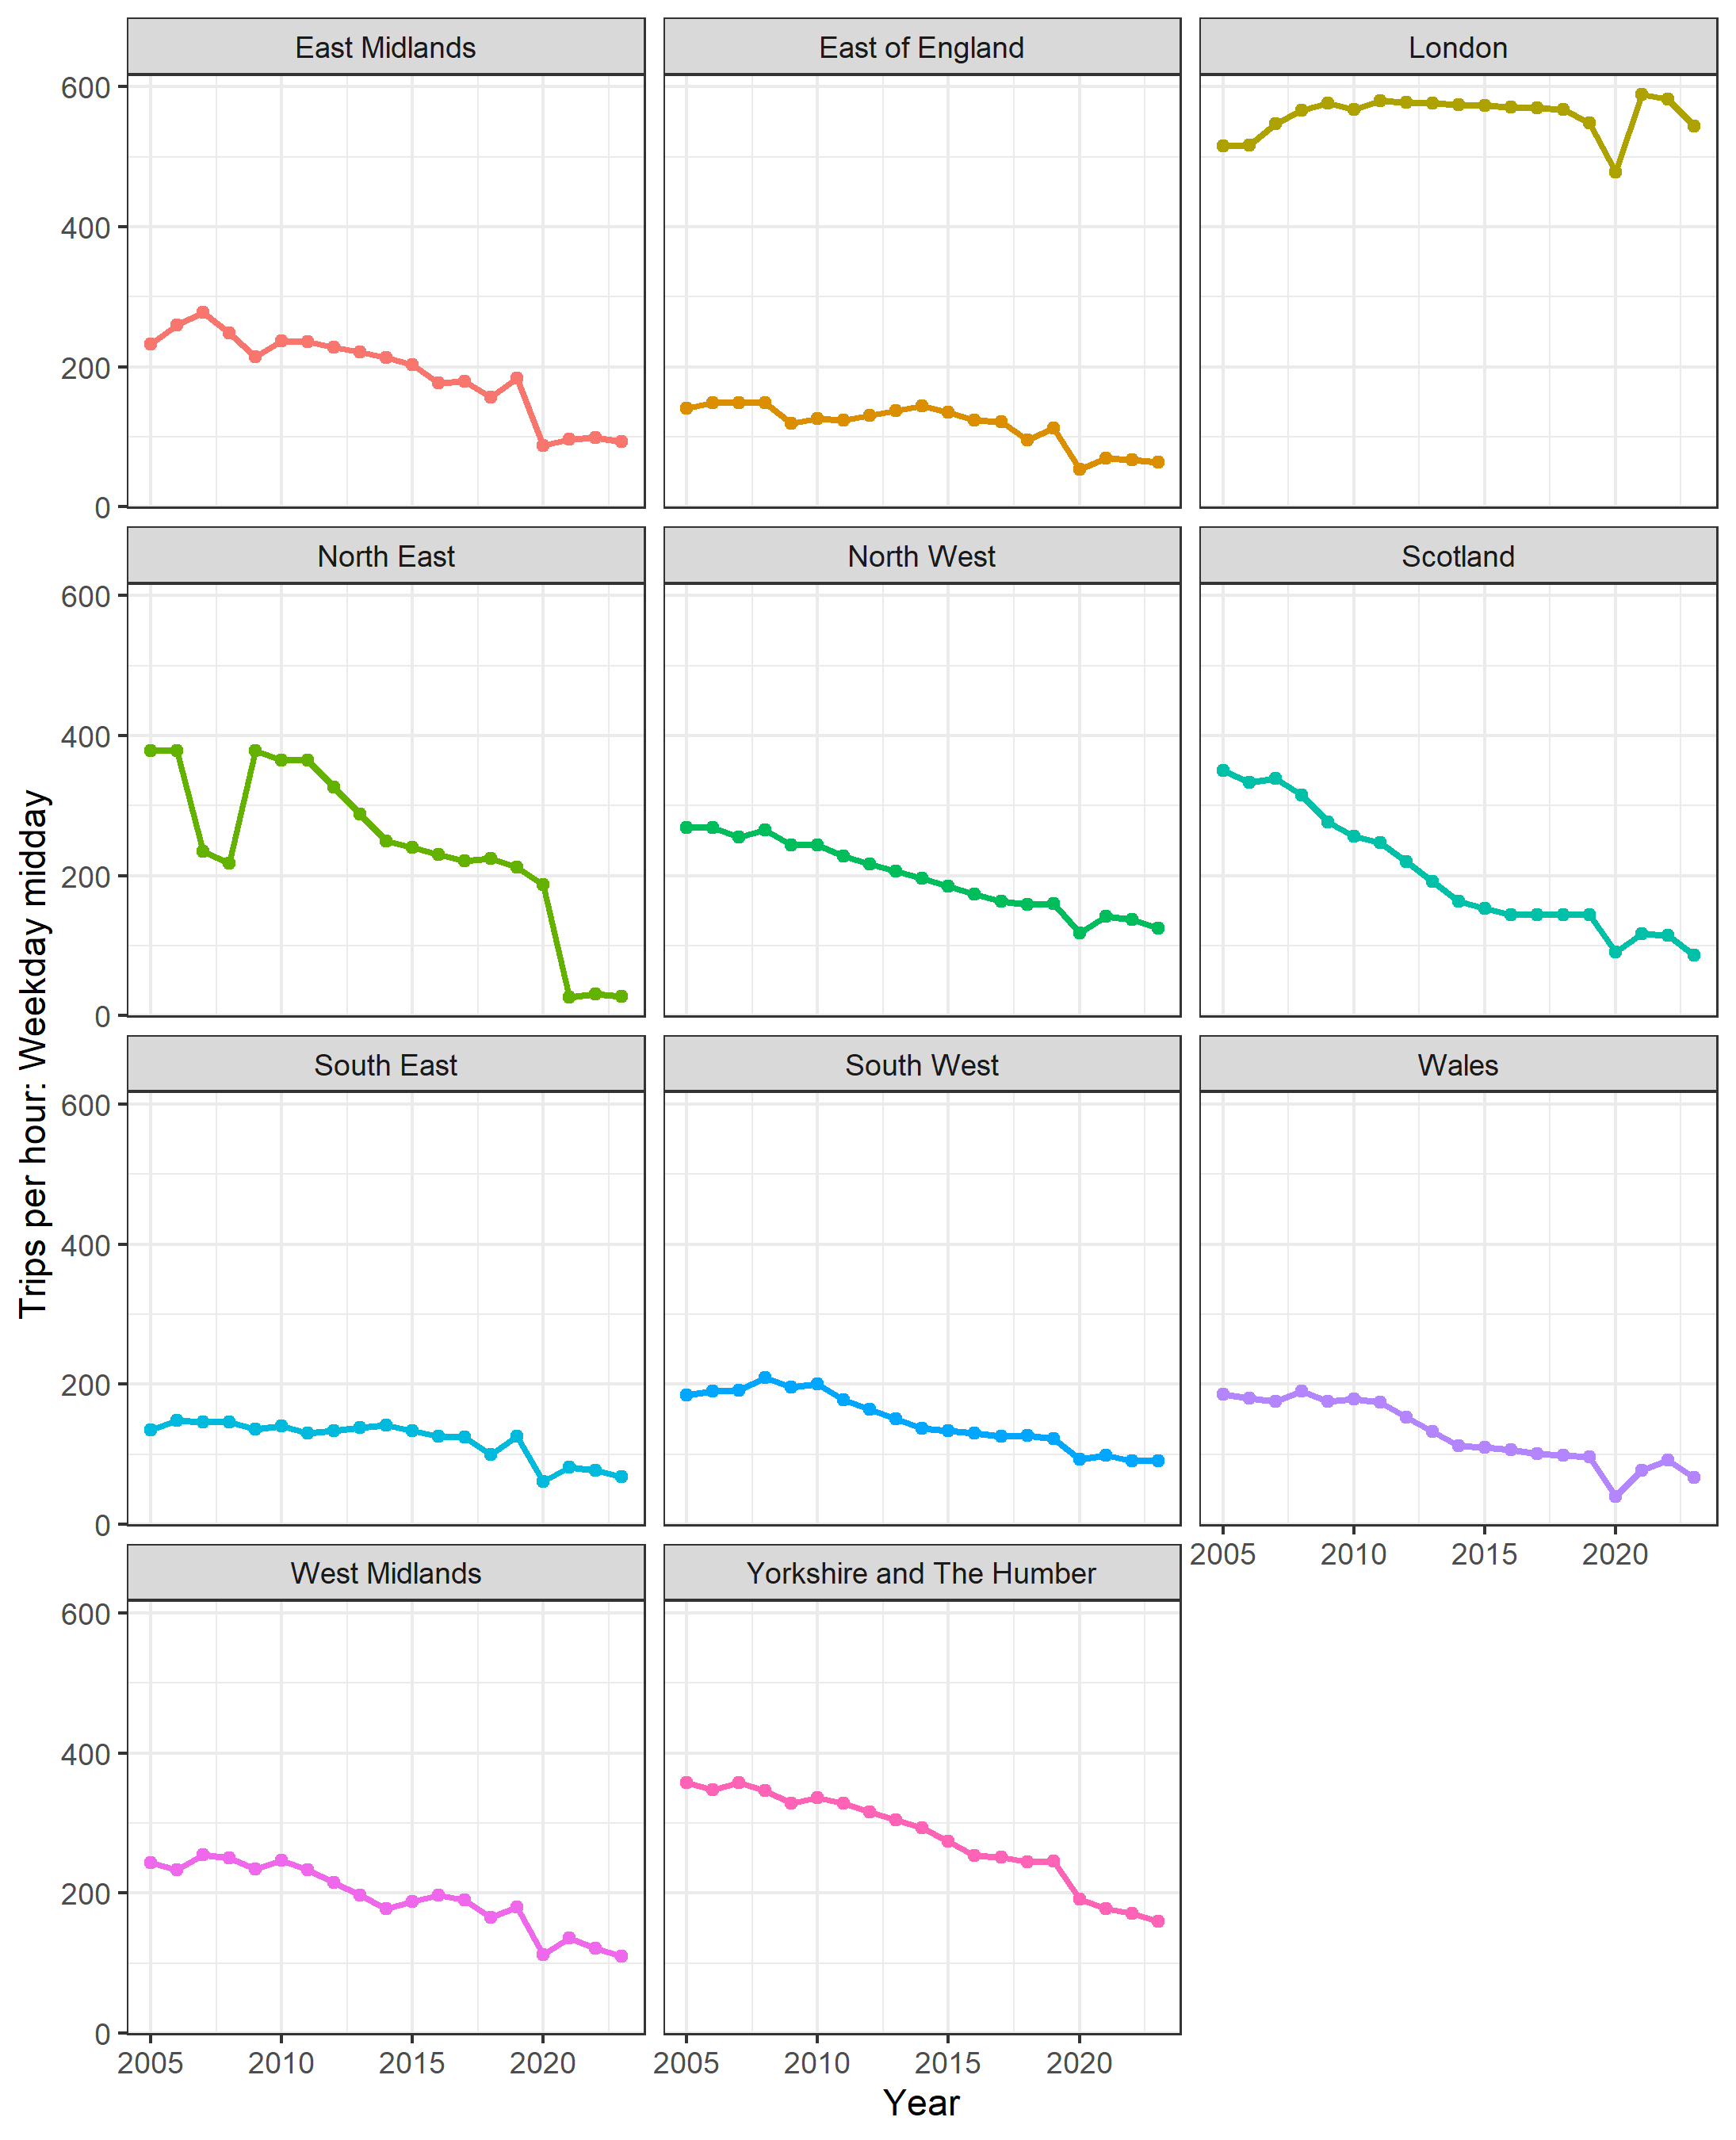 East Midlands
East of England
London
600
400
200
0
North East
North West
Scotland
600
400
200
0
South East
South West
Wales
600
400
200
0
2005 2010 2015 2020
West Midlands
Yorkshire and The Humber
600
400
200
0
2005 2010 2015 2020
2005 2010 2015 2020
Year
Trips per hour: Weekday midday